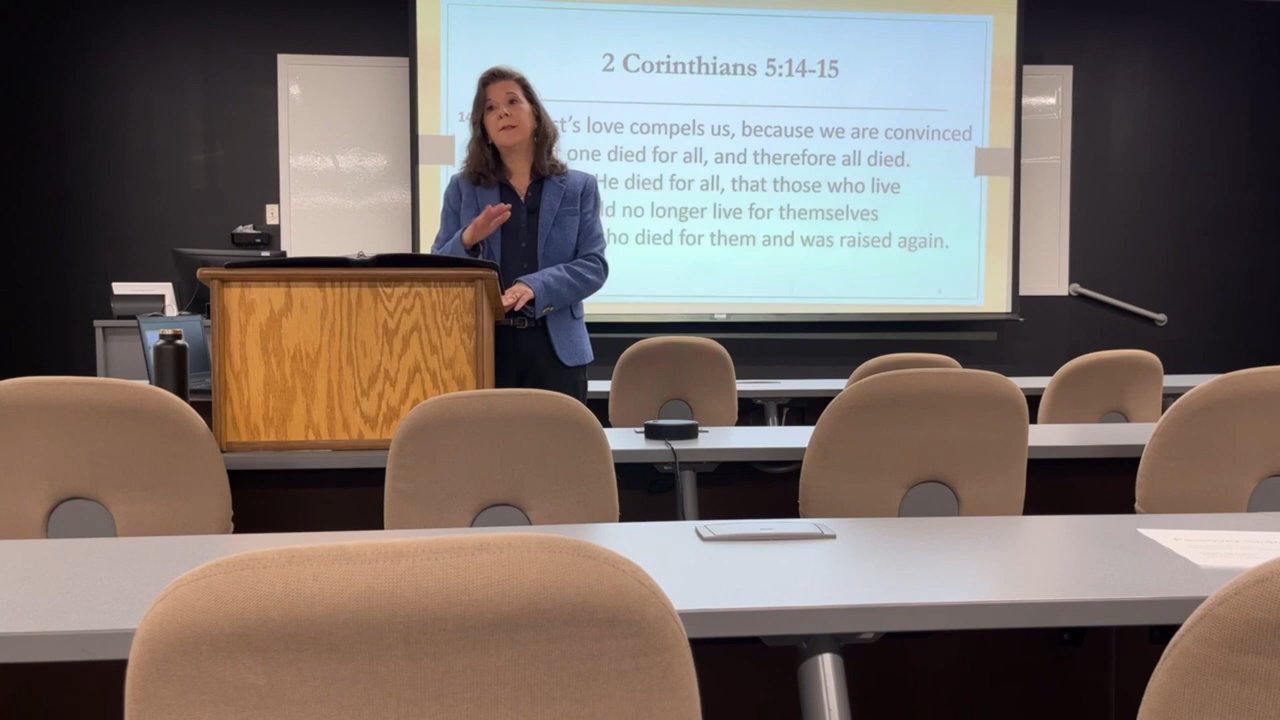 2 Corinthians 5:14-15
14 t's love compels us, because we are convinced
one died for all, and therefore all died.
He died for all, that those who live
ld no longer live for themselves
ho died for them and was raised again.